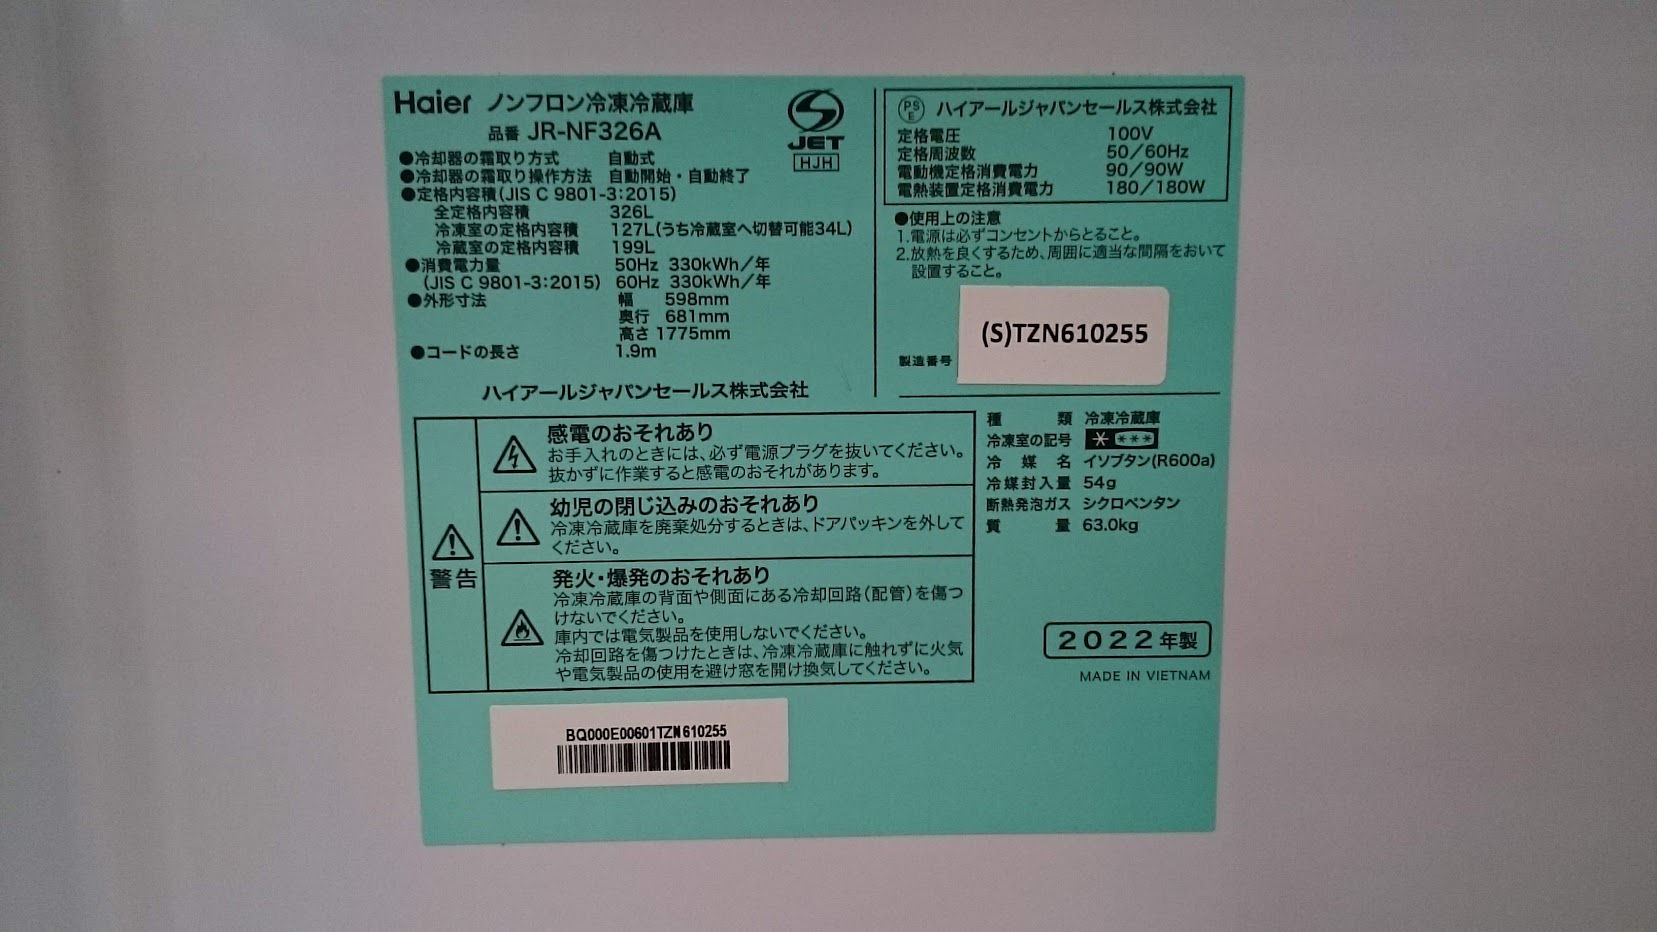 Haier ノンフロン冷凍冷蔵庫
品番 JR-NF326A
●冷却器の霜取り方式 自動式
●冷却器の霜取り操作方法 自動開始・自動終了
●定格内容積(JIS C 9801-3:2015)
全定格内容積 326L
冷凍室の定格内容積 127L(うち冷蔵室へ切替可能34L)
冷蔵室の定格内容積 199L
●消費電力量 50Hz 330kWh/年
(JIS C 9801-3:2015) 60Hz 330kWh/年
●外形寸法 幅 598mm
奥行 681mm
高さ 1775mm
●コードの長さ 1.9m
ハイアールジャパンセールス株式会社
S
JET
HJH
PSE ハイアールジャパンセールス株式会社
定格電圧 100V
定格周波数 50/60Hz
電動機定格消費電力 90/90W
電熱装置定格消費電力 180/180W
●使用上の注意
1.電源は必ずコンセントからとること。
2.放熱を良くするため、周囲に適当な間隔をおいて
設置すること。
製造番号 (S)TZN610255
警告
感電のおそれあり
お手入れのときには、必ず電源プラグを抜いてください。
抜かずに作業すると感電のおそれがあります。
幼児の閉じ込みのおそれあり
冷凍冷蔵庫を廃棄処分するときは、ドアパッキンを外して
ください。
発火・爆発のおそれあり
冷凍冷蔵庫の背面や側面にある冷却回路(配管)を傷つ
けないでください。
庫内では電気製品を使用しないでください。
冷却回路を傷つけたときは、冷凍冷蔵庫に触れずに火気
や電気製品の使用を避け窓を開け換気してください。
種類 冷凍冷蔵庫
冷凍室の記号 * ***
冷媒名 イソブタン(R600a)
冷媒封入量 54g
断熱発泡ガス シクロペンタン
質量 63.0kg
2022年製
MADE IN VIETNAM
BQ000E00601TZN610255